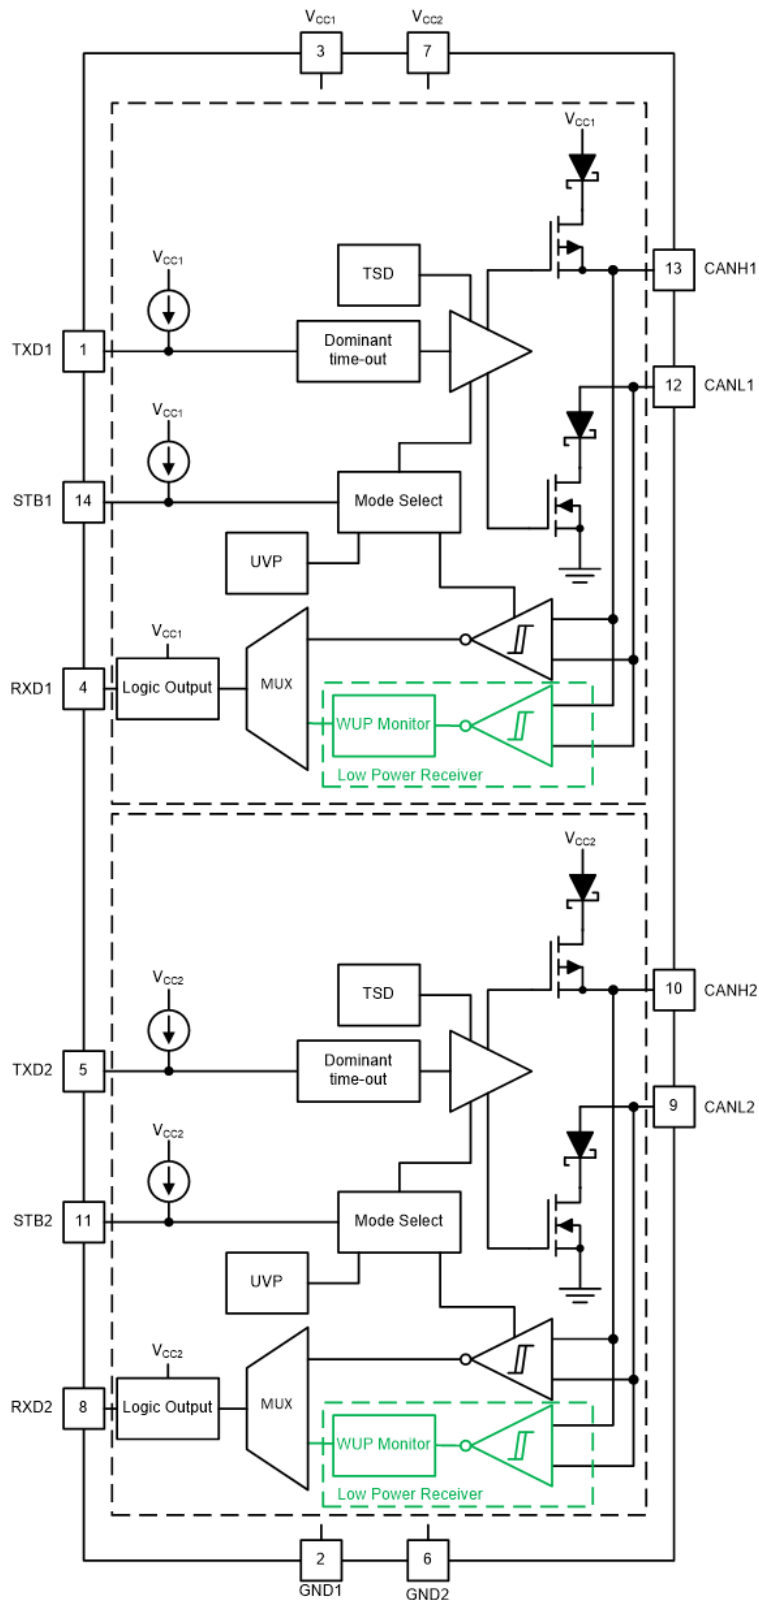 VCC1 VCC2
3 7
VCC1
VCC1
TSD
13 CANH1
TXD1 1
Dominant
time-out
12 CANL1
VCC1
STB1 14
Mode Select
UVP
VCC1
RXD1 4
Logic Output
MUX
WUP Monitor
Low Power Receiver
VCC2
VCC2
TSD
10 CANH2
TXD2 5
Dominant
time-out
9 CANL2
VCC2
STB2 11
Mode Select
UVP
VCC2
RXD2 8
Logic Output
MUX
WUP Monitor
Low Power Receiver
2 6
GND1 GND2